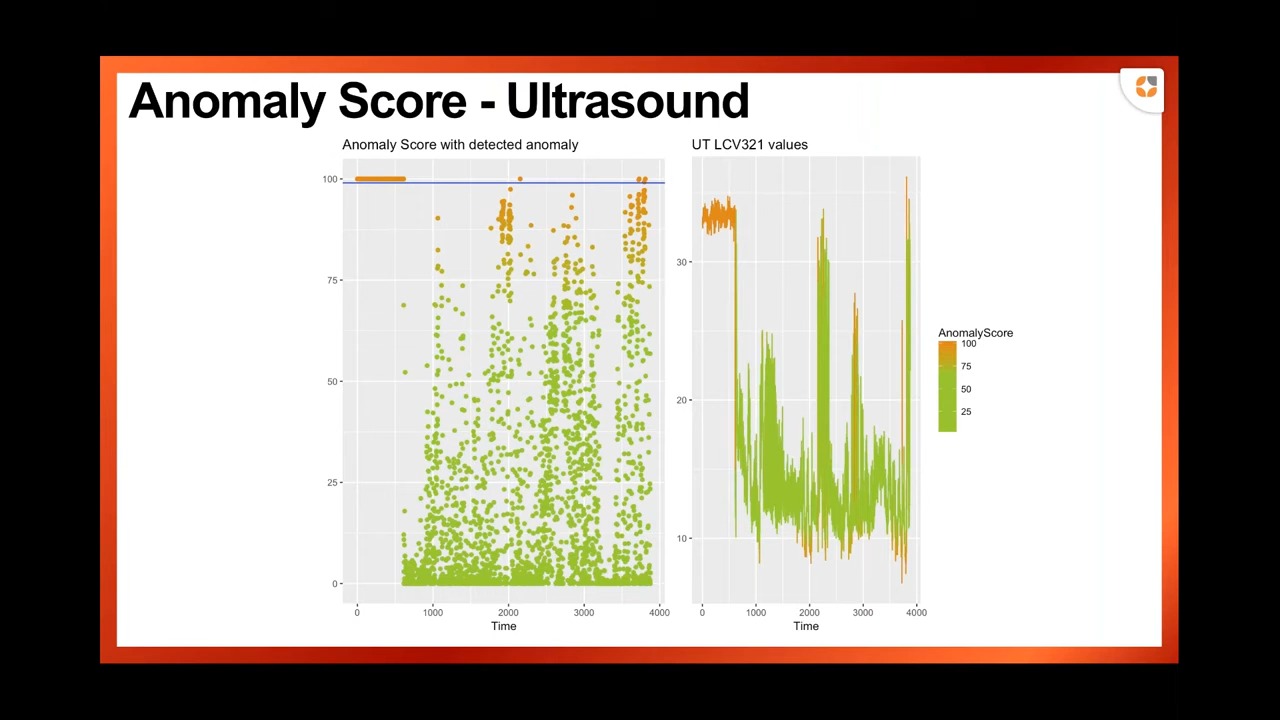 Anomaly Score - Ultrasound
Anomaly Score with detected anomaly
100
75
50
25
0
0 1000 2000 3000 4000
Time
UT LCV321 values
30
20
10
0 1000 2000 3000 4000
Time
AnomalyScore
100
75
50
25